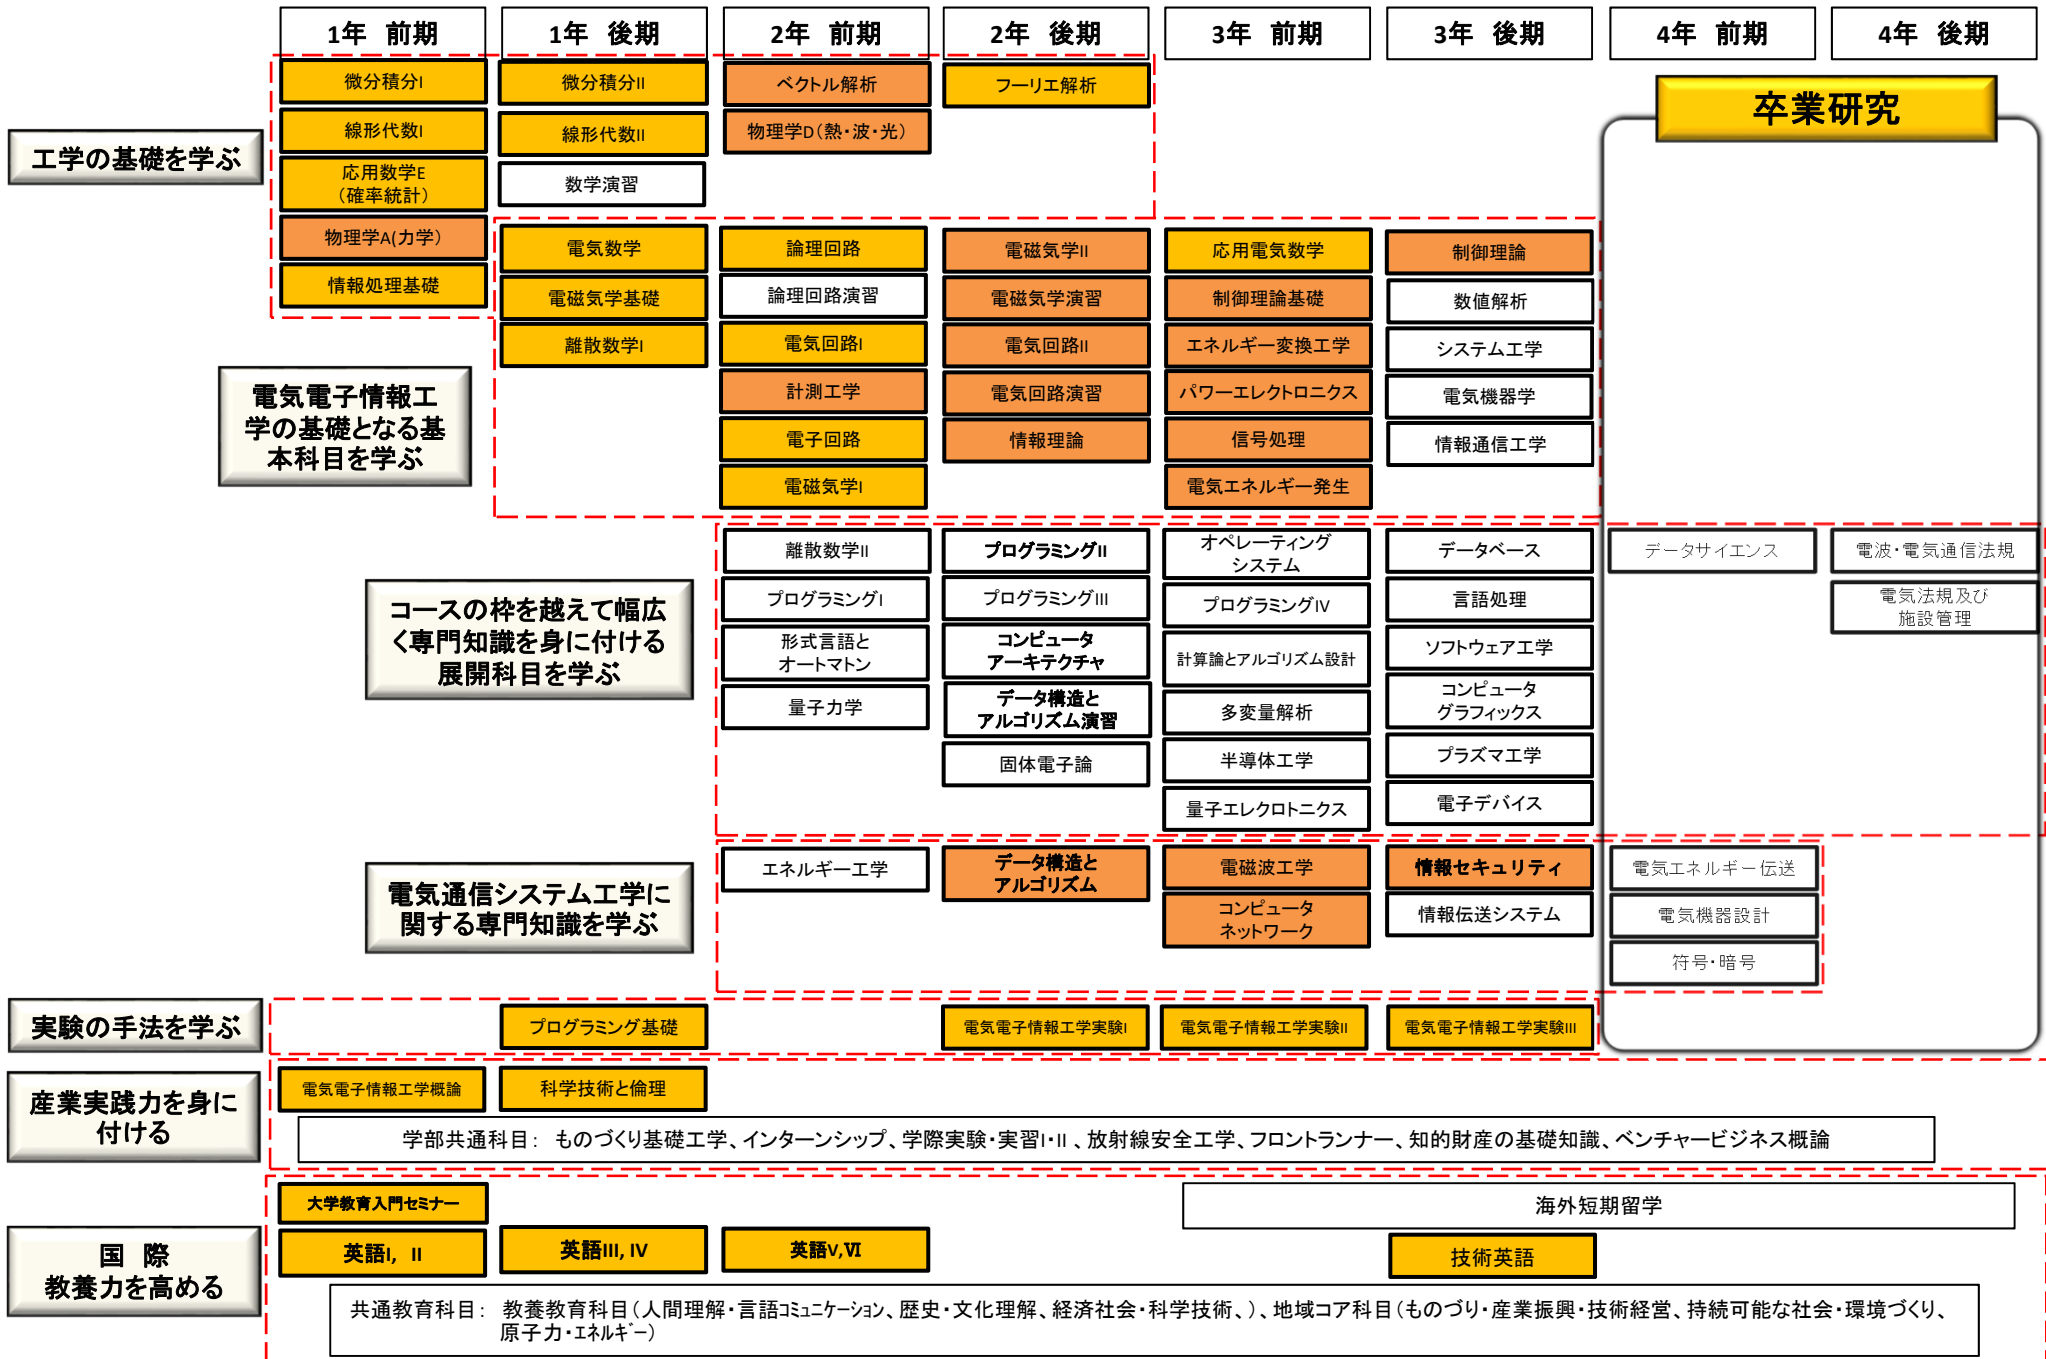 1年　前期
1年　後期
2年　前期
2年　後期
3年　前期
3年　後期
4年　前期
4年　後期
工学の基礎を学ぶ
微分積分I
微分積分II
ベクトル解析
フーリエ解析
卒業研究
線形代数I
線形代数II
物理学D（熱・波・光）
応用数学E
（確率統計）
数学演習
物理学A(力学）
情報処理基礎
電気電子情報工
学の基礎となる基
本科目を学ぶ
電気数学
論理回路
電磁気学II
応用電気数学
制御理論
電磁気学基礎
論理回路演習
電磁気学演習
制御理論基礎
数値解析
離散数学I
電気回路I
電気回路II
エネルギー変換工学
システム工学
計測工学
電気回路演習
パワーエレクトロニクス
電気機器学
電子回路
情報理論
信号処理
情報通信工学
電磁気学I
電気エネルギー発生
コースの枠を越えて幅広
く専門知識を身に付ける
展開科目を学ぶ
離散数学II
プログラミングII
オペレーティング
システム
データベース
データサイエンス
電波・電気通信法規
プログラミングI
プログラミングIII
プログラミングIV
言語処理
電気法規及び
施設管理
形式言語と
オートマトン
コンピュータ
アーキテクチャ
計算論とアルゴリズム設計
ソフトウェア工学
量子力学
データ構造と
アルゴリズム演習
多変量解析
コンピュータ
グラフィックス
固体電子論
半導体工学
プラズマ工学
量子エレクロトニクス
電子デバイス
電気通信システム工学に
関する専門知識を学ぶ
エネルギー工学
データ構造と
アルゴリズム
電磁波工学
情報セキュリティ
電気エネルギー伝送
コンピュータ
ネットワーク
情報伝送システム
電気機器設計
符号・暗号
実験の手法を学ぶ
プログラミング基礎
電気電子情報工学実験I
電気電子情報工学実験II
電気電子情報工学実験III
産業実践力を身に
付ける
電気電子情報工学概論
科学技術と倫理
学部共通科目：　ものづくり基礎工学、インターンシップ、学際実験・実習I・II 、放射線安全工学、フロントランナー、知的財産の基礎知識、ベンチャービジネス概論
国　際
教養力を高める
大学教育入門セミナー
海外短期留学
英語I,　II
英語III, IV
英語V,VI
技術英語
共通教育科目：　教養教育科目（人間理解・言語ｺﾐｭﾆｹｰｼｮﾝ、歴史・文化理解、経済社会・科学技術、）、地域コア科目（ものづり・産業振興・技術経営、持続可能な社会・環境づくり、
原子力・ｴﾈﾙｷﾞｰ）